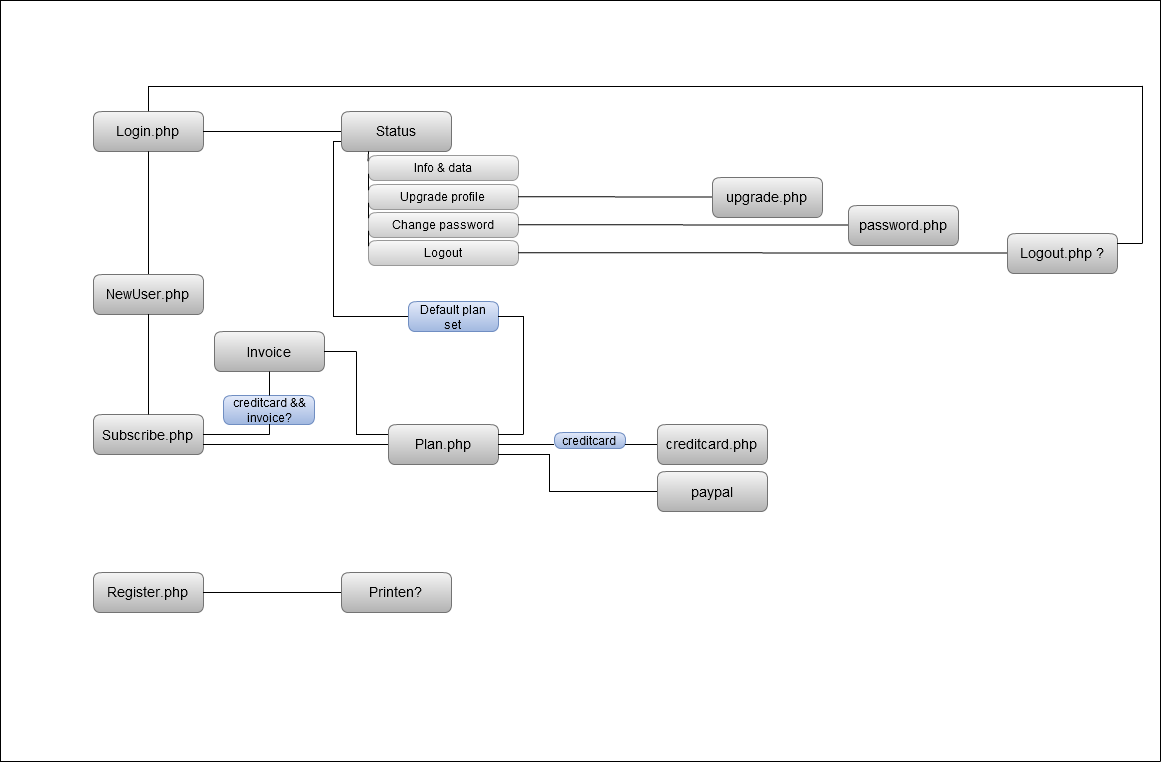 Login.php
Status
Info & data
Upgrade profile
upgrade.php
Change password
password.php
Logout
Logout.php ?
NewUser.php
Default plan
set
Invoice
creditcard &&
invoice?
Subscribe.php
Plan.php
creditcard
creditcard.php
paypal
Register.php
Printen?